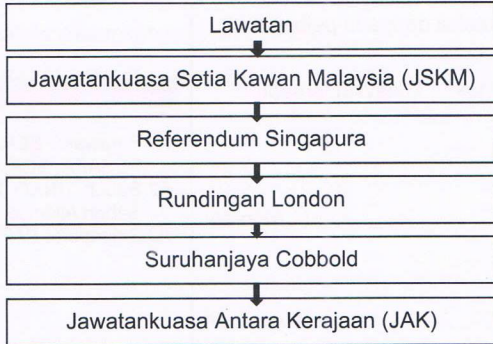 Lawatan
Jawatankuasa Setia Kawan Malaysia (JSKM)
Referendum Singapura
Rundingan London
Suruhanjaya Cobbold
Jawatankuasa Antara Kerajaan (JAK)